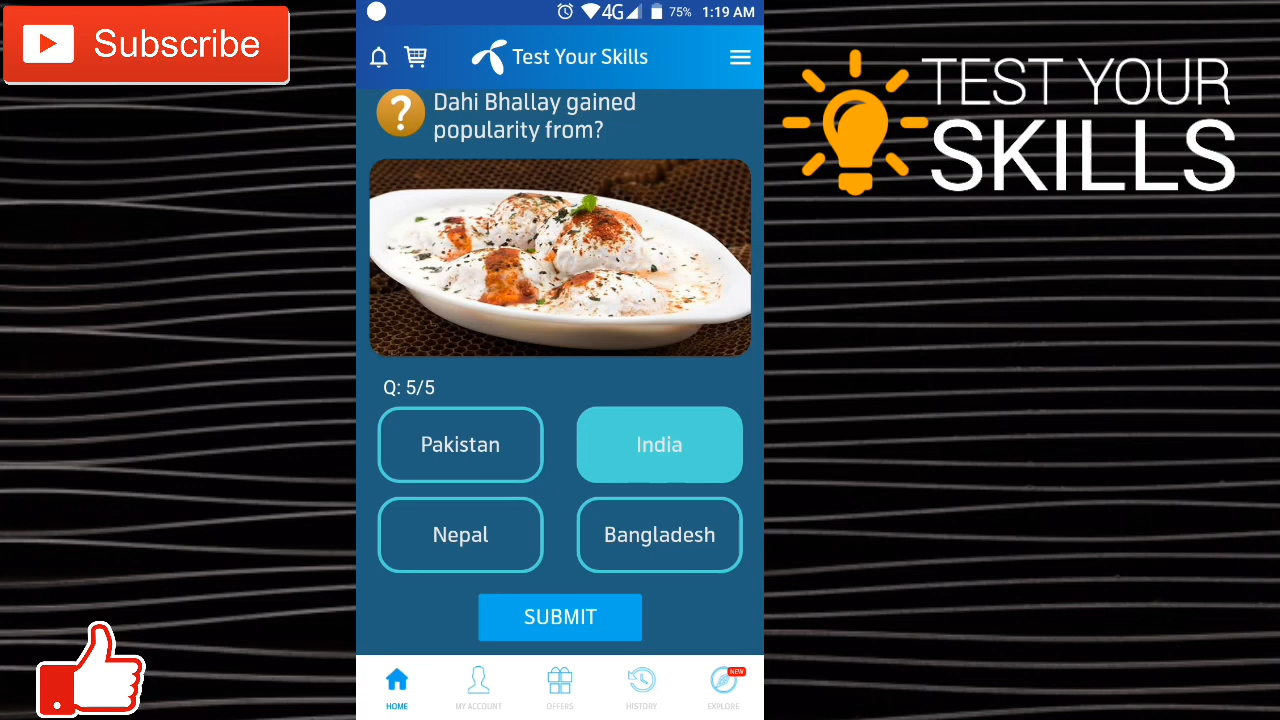 Subscribe
4G 75% 1:19 AM
Test Your Skills
TEST YOUR
SKILLS
? Dahi Bhallay gained
popularity from?
Q: 5/5
Pakistan
India
Nepal
Bangladesh
SUBMIT
NEW
HOME
MY ACCOUNT
OFFERS
HISTORY
EXPLORE